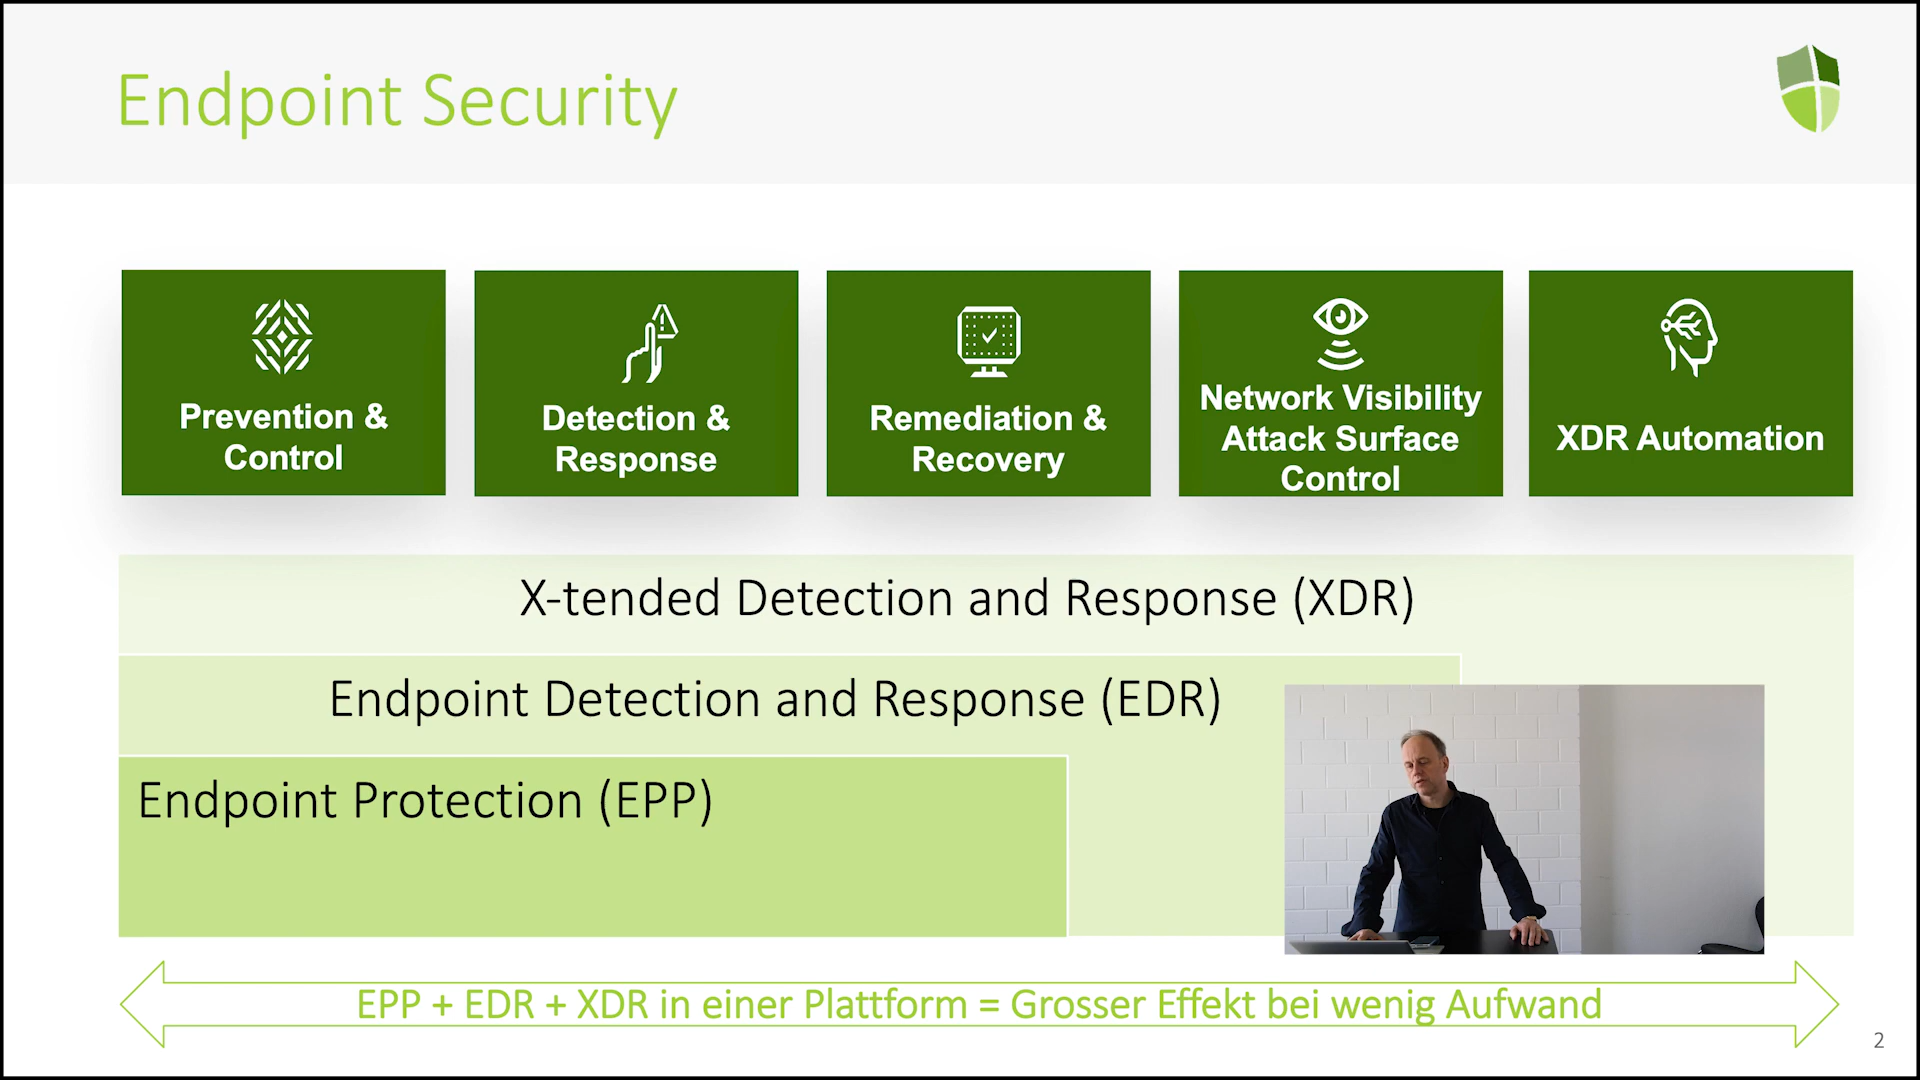 Endpoint Security
Prevention &
Control
Detection &
Response
Remediation &
Recovery
Network Visibility
Attack Surface
Control
XDR Automation
X-tended Detection and Response (XDR)
Endpoint Detection and Response (EDR)
Endpoint Protection (EPP)
EPP + EDR + XDR in einer Plattform = Grosser Effekt bei wenig Aufwand
2